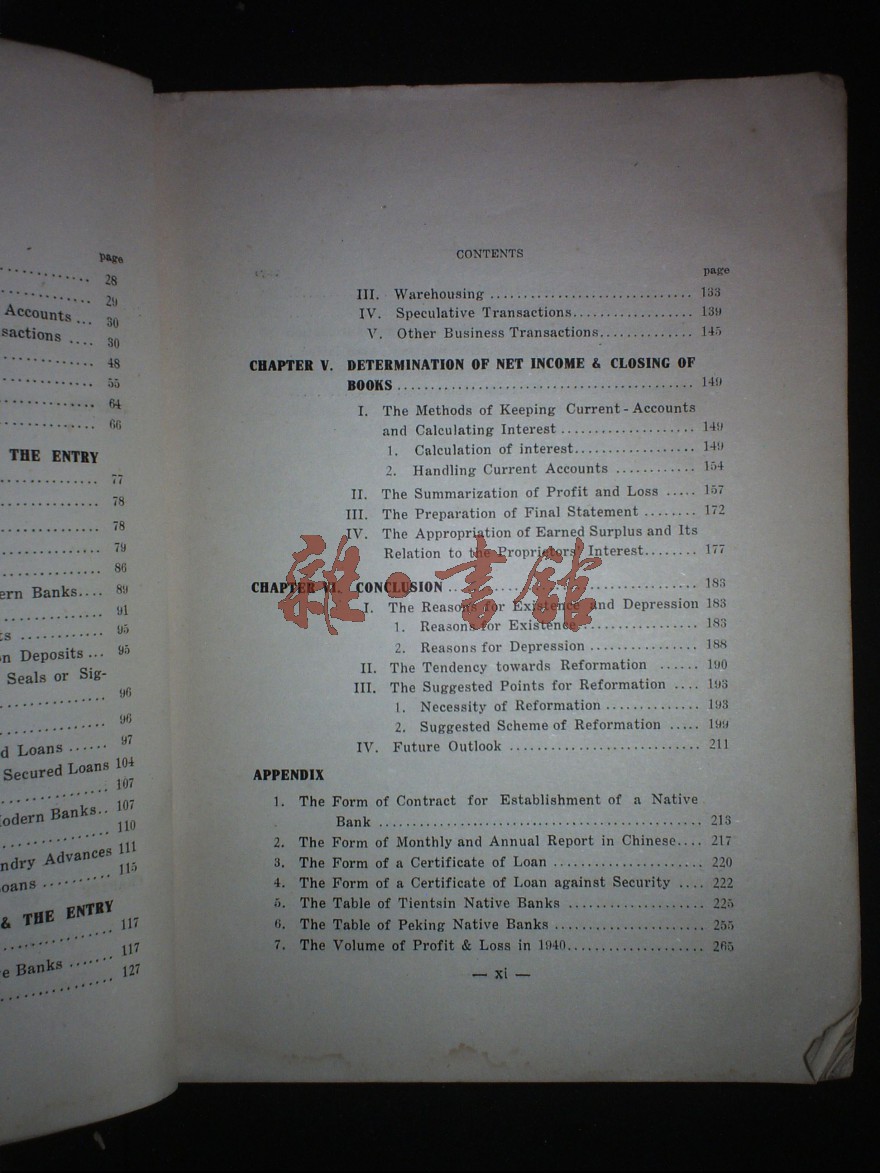 page
28
29
Accounts ... 30
sactions .... 30
48
55
64
66
THE ENTRY
77
78
78
79
86
ern Banks.... 89
91
ts ............ 95
n Deposits ... 95
Seals or Sig-
96
96
d Loans ...... 97
Secured Loans 104
107
Modern Banks.. 107
110
ndry Advances 111
oans .......... 115
& THE ENTRY
117
e Banks ....... 117
127
CONTENTS
page
III. Warehousing ................................ 133
IV. Speculative Transactions................... 139
V. Other Business Transactions............... 145
CHAPTER V. DETERMINATION OF NET INCOME & CLOSING OF
BOOKS .......................................... 149
I. The Methods of Keeping Current-Accounts
and Calculating Interest ..................... 149
1. Calculation of interest................... 149
2. Handling Current Accounts ............ 154
II. The Summarization of Profit and Loss ..... 157
III. The Preparation of Final Statement ........ 172
IV. The Appropriation of Earned Surplus and Its
Relation to the Proprietors' Interest........ 177
CHAPTER VI. CONCLUSION ................................... 183
I. The Reasons for Existence and Depression 183
1. Reasons for Existence................... 183
2. Reasons for Depression ................. 188
II. The Tendency towards Reformation ...... 190
III. The Suggested Points for Reformation .... 193
1. Necessity of Reformation ............... 193
2. Suggested Scheme of Reformation ..... 199
IV. Future Outlook .............................. 211
APPENDIX
1. The Form of Contract for Establishment of a Native
Bank ................................................ 213
2. The Form of Monthly and Annual Report in Chinese.... 217
3. The Form of a Certificate of Loan ........................ 220
4. The Form of a Certificate of Loan against Security .... 222
5. The Table of Tientsin Native Banks ...................... 225
6. The Table of Peking Native Banks ........................ 255
7. The Volume of Profit & Loss in 1940...................... 265
— xi —
雜·書館